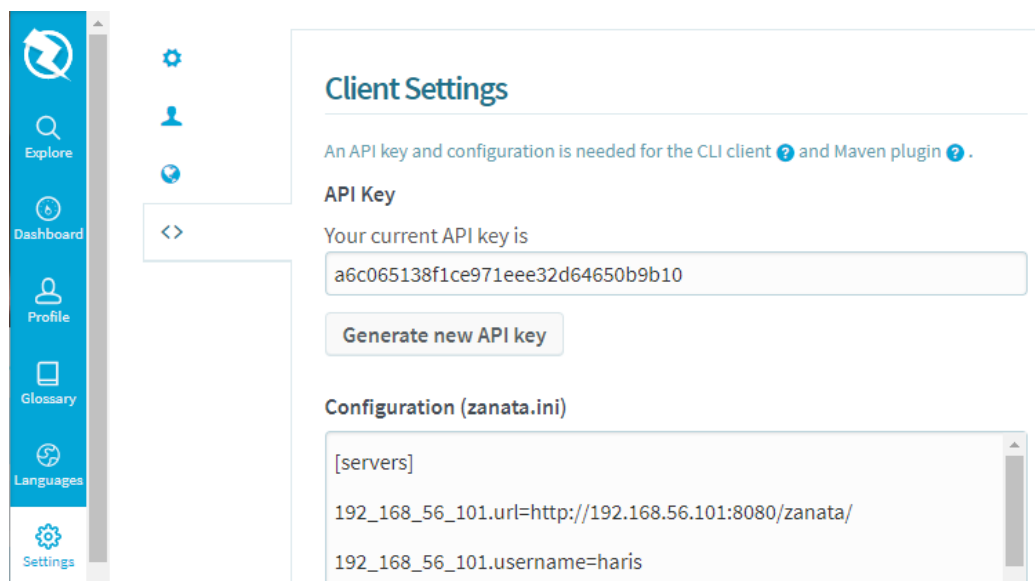 Explore
Dashboard
Profile
Glossary
Languages
Settings
<>
Client Settings
An API key and configuration is needed for the CLI client ? and Maven plugin ? .
API Key
Your current API key is
a6c065138f1ce971eee32d64650b9b10
Generate new API key
Configuration (zanata.ini)
[servers]
192_168_56_101.url=http://192.168.56.101:8080/zanata/
192_168_56_101.username=haris